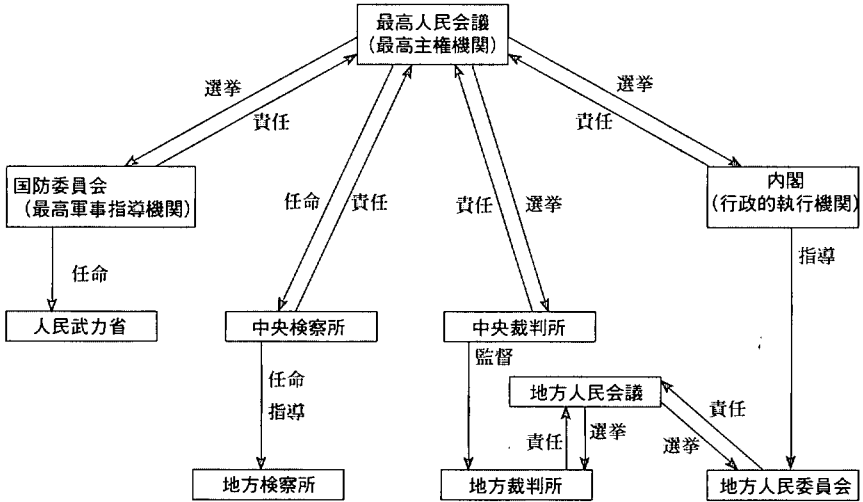 最高人民会議
（最高主権機関）
選挙
責任
任命
責任
責任
選挙
責任
選挙
国防委員会
（最高軍事指導機関）
内閣
（行政的執行機関）
任命
指導
人民武力省
中央検察所
中央裁判所
任命
指導
監督
地方人民会議
責任
選挙
責任
選挙
地方検察所
地方裁判所
地方人民委員会